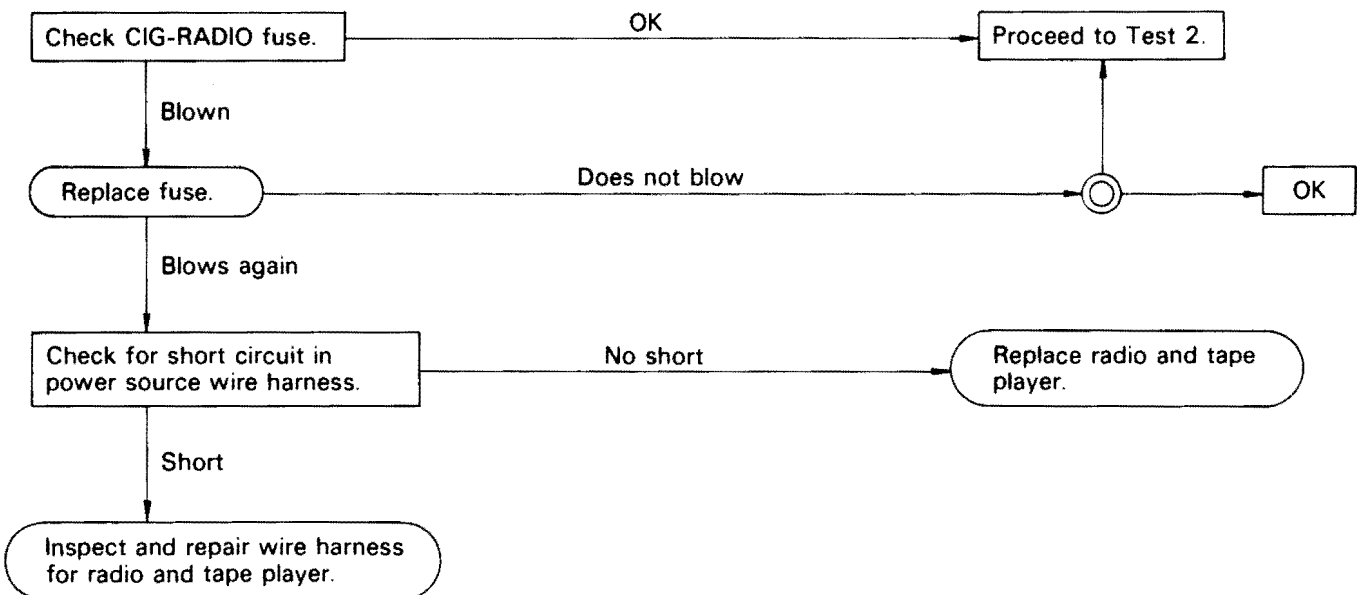 Check CIG-RADIO fuse.
OK
Proceed to Test 2.
Blown
Replace fuse.
Does not blow
OK
Blows again
Check for short circuit in
power source wire harness.
No short
Replace radio and tape
player.
Short
Inspect and repair wire harness
for radio and tape player.